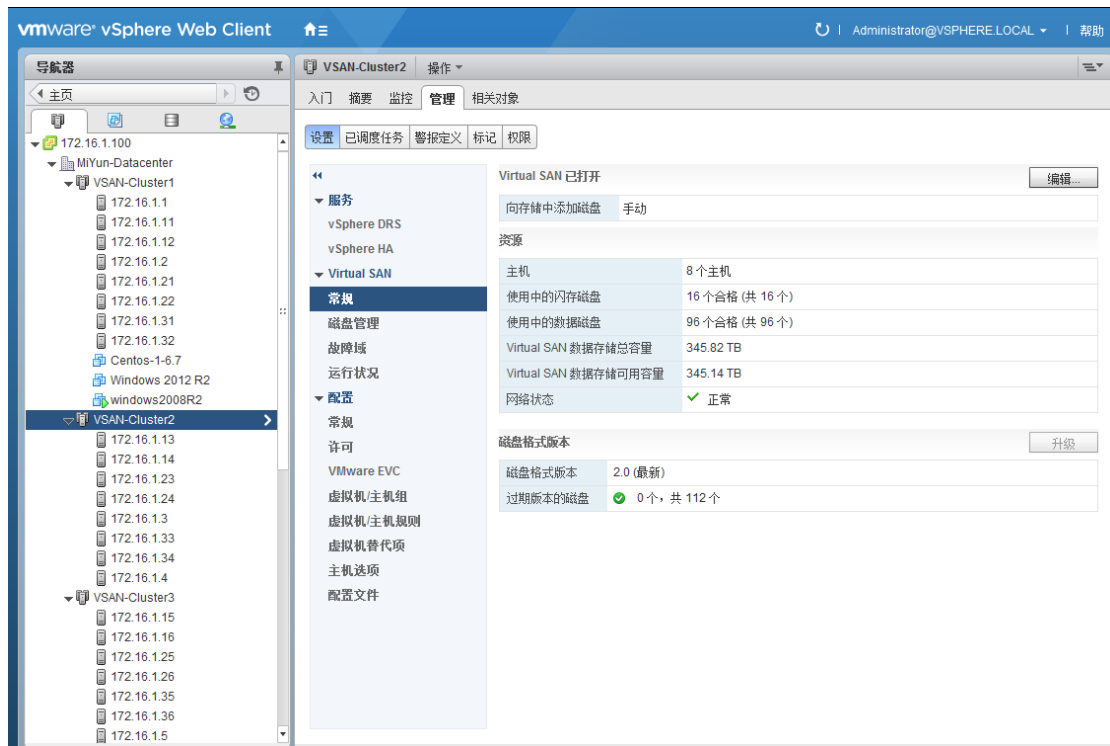 vmware® vSphere Web Client
Administrator@VSPHERE.LOCAL
帮助
导航器
主页
172.16.1.100
MiYun-Datacenter
VSAN-Cluster1
172.16.1.1
172.16.1.11
172.16.1.12
172.16.1.2
172.16.1.21
172.16.1.22
172.16.1.31
172.16.1.32
Centos-1-6.7
Windows 2012 R2
windows2008R2
VSAN-Cluster2
172.16.1.13
172.16.1.14
172.16.1.23
172.16.1.24
172.16.1.3
172.16.1.33
172.16.1.34
172.16.1.4
VSAN-Cluster3
172.16.1.15
172.16.1.16
172.16.1.25
172.16.1.26
172.16.1.35
172.16.1.36
172.16.1.5
VSAN-Cluster2 操作
入门 摘要 监控 管理 相关对象
设置 已调度任务 警报定义 标记 权限
服务
vSphere DRS
vSphere HA
Virtual SAN
常规
磁盘管理
故障域
运行状况
配置
常规
许可
VMware EVC
虚拟机/主机组
虚拟机/主机规则
虚拟机替代项
主机选项
配置文件
Virtual SAN 已打开 编辑...
向存储中添加磁盘 手动
资源
主机 8 个主机
使用中的闪存磁盘 16 个合格 (共 16 个)
使用中的数据磁盘 96 个合格 (共 96 个)
Virtual SAN 数据存储总容量 345.82 TB
Virtual SAN 数据存储可用容量 345.14 TB
网络状态 正常
磁盘格式版本 升级
磁盘格式版本 2.0 (最新)
过期版本的磁盘 0 个，共 112 个